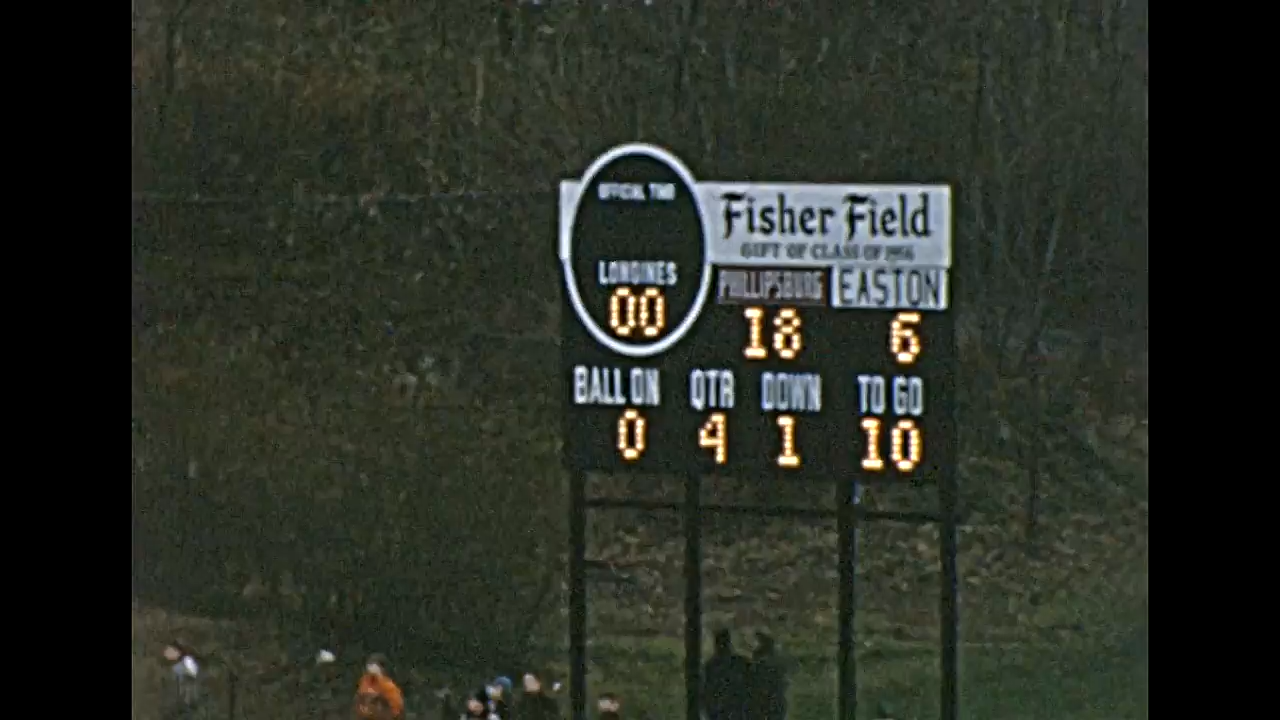 OFFICIAL TIME
LONGINES
00
Fisher Field
GIFT OF CLASS OF 1956
PHILLIPSBURG EASTON
18 6
BALL ON QTR DOWN TO GO
0 4 1 10